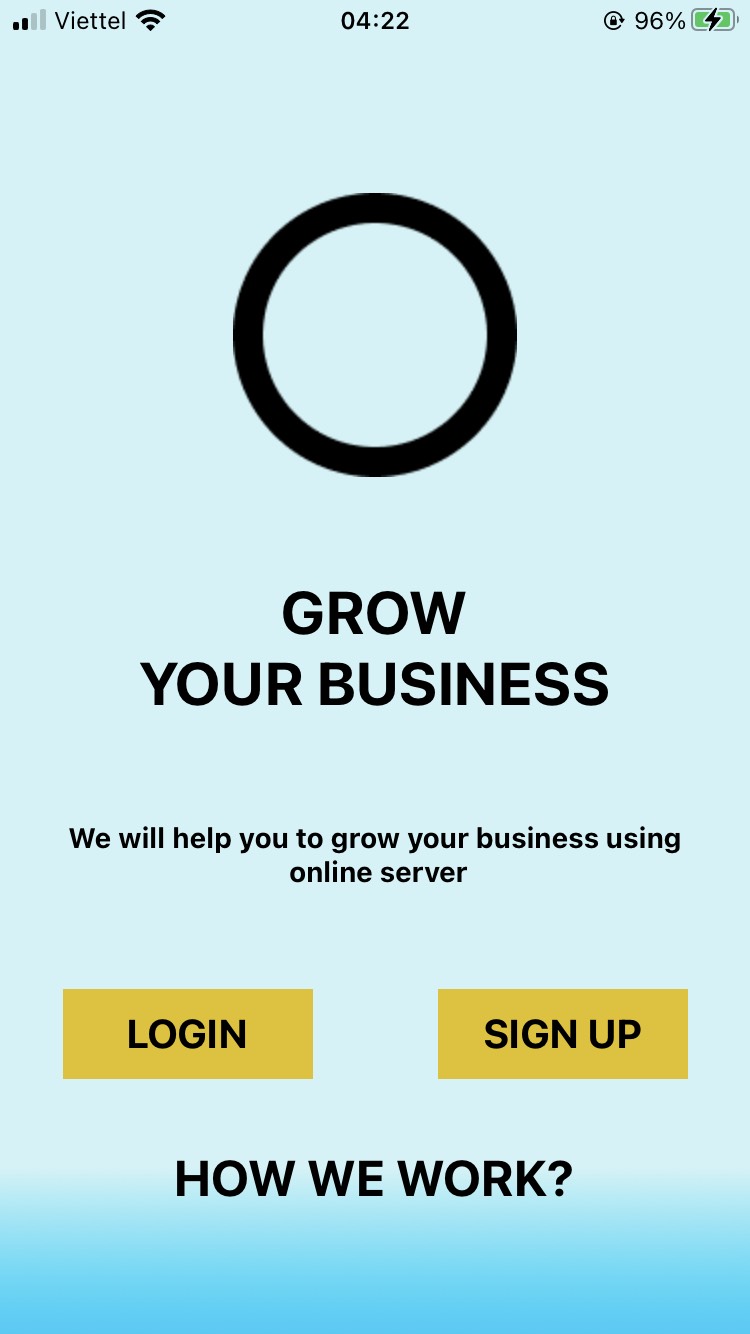 Viettel 04:22 96%
GROW
YOUR BUSINESS
We will help you to grow your business using
online server
LOGIN SIGN UP
HOW WE WORK?